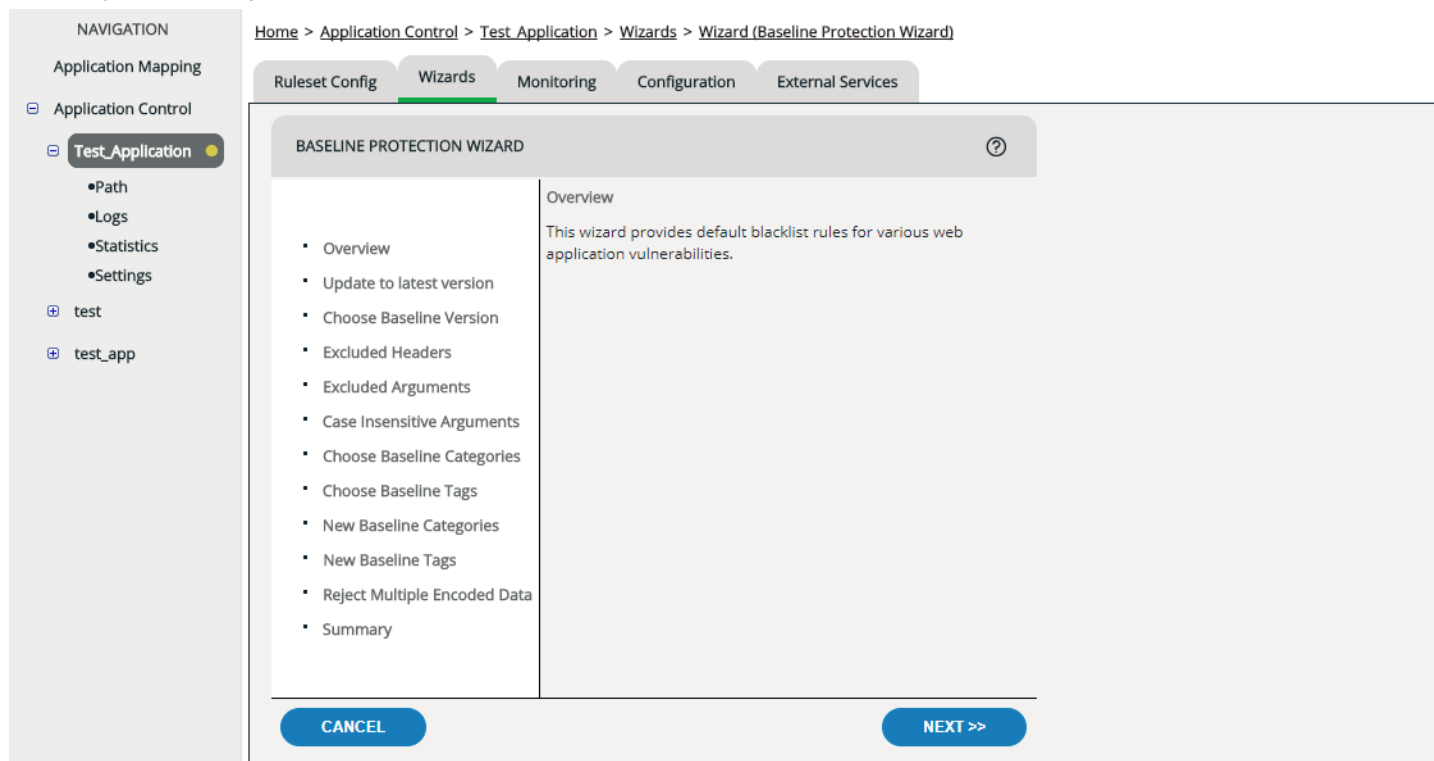 NAVIGATION
Application Mapping
Application Control
Test_Application
•Path
•Logs
•Statistics
•Settings
test
test_app
Home > Application Control > Test_Application > Wizards > Wizard (Baseline Protection Wizard)
Ruleset Config Wizards Monitoring Configuration External Services
BASELINE PROTECTION WIZARD
Overview
Update to latest version
Choose Baseline Version
Excluded Headers
Excluded Arguments
Case Insensitive Arguments
Choose Baseline Categories
Choose Baseline Tags
New Baseline Categories
New Baseline Tags
Reject Multiple Encoded Data
Summary
Overview
This wizard provides default blacklist rules for various web
application vulnerabilities.
CANCEL
NEXT >>